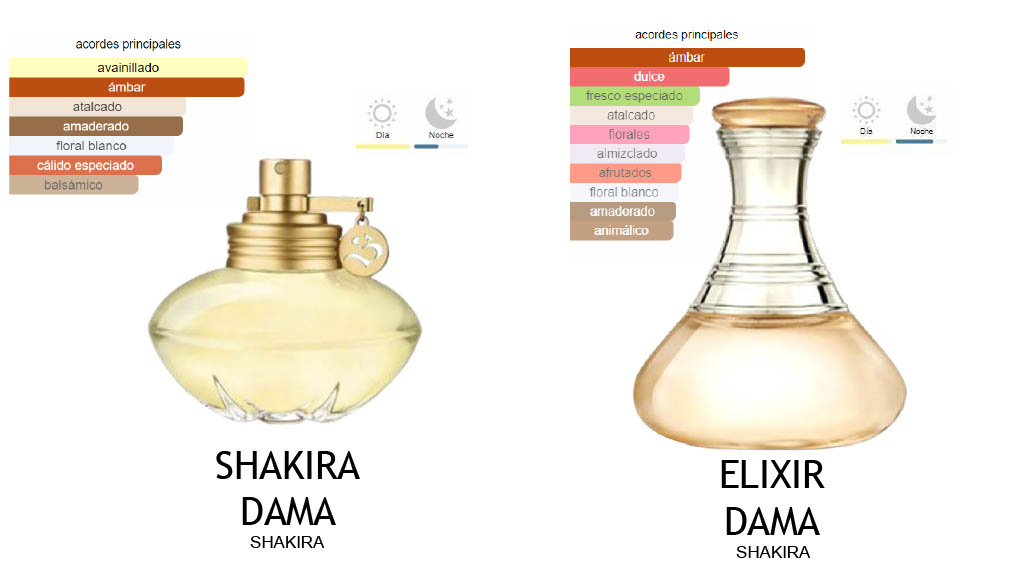 acordes principales
avainillado
ámbar
atalcado
amaderado
floral blanco
cálido especiado
balsámico
Día
Noche
S
SHAKIRA
DAMA
SHAKIRA
acordes principales
ámbar
dulce
fresco especiado
atalcado
florales
almizclado
afrutados
floral blanco
amaderado
animálico
Día
Noche
ELIXIR
DAMA
SHAKIRA